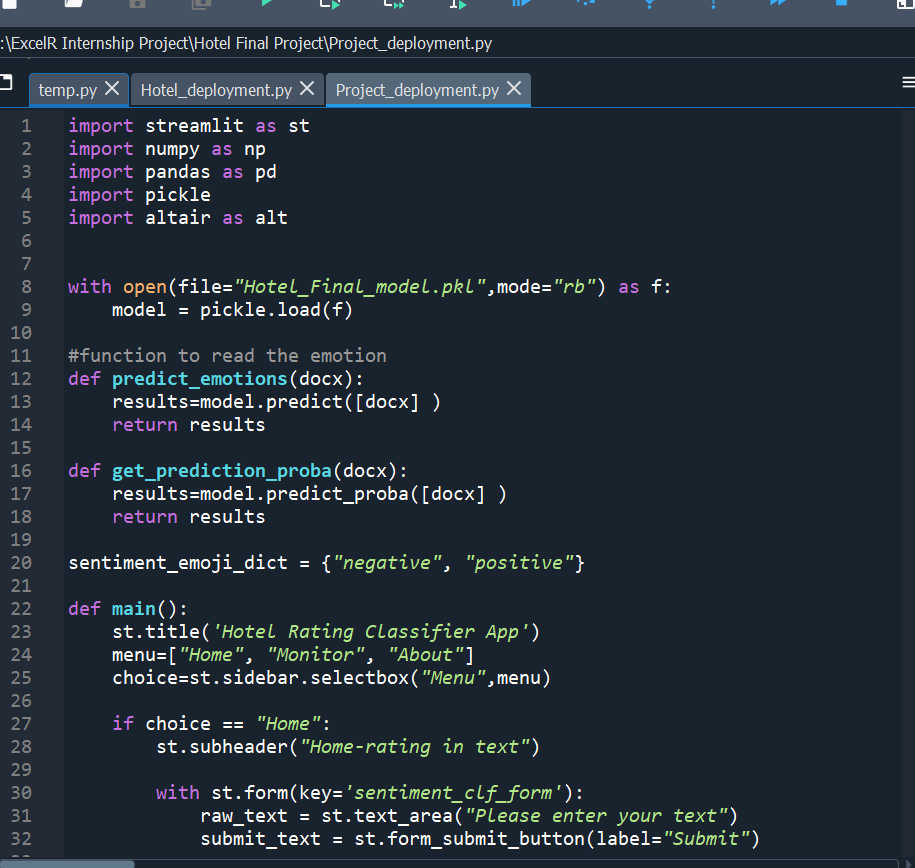 :\ExcelR Internship Project\Hotel Final Project\Project_deployment.py
temp.py Hotel_deployment.py Project_deployment.py
1 import streamlit as st
2 import numpy as np
3 import pandas as pd
4 import pickle
5 import altair as alt
6
7
8 with open(file="Hotel_Final_model.pkl",mode="rb") as f:
9     model = pickle.load(f)
10
11 #function to read the emotion
12 def predict_emotions(docx):
13     results=model.predict([docx] )
14     return results
15
16 def get_prediction_proba(docx):
17     results=model.predict_proba([docx] )
18     return results
19
20 sentiment_emoji_dict = {"negative", "positive"}
21
22 def main():
23     st.title('Hotel Rating Classifier App')
24     menu=["Home", "Monitor", "About"]
25     choice=st.sidebar.selectbox("Menu",menu)
26
27     if choice == "Home":
28         st.subheader("Home-rating in text")
29
30         with st.form(key='sentiment_clf_form'):
31             raw_text = st.text_area("Please enter your text")
32             submit_text = st.form_submit_button(label="Submit")